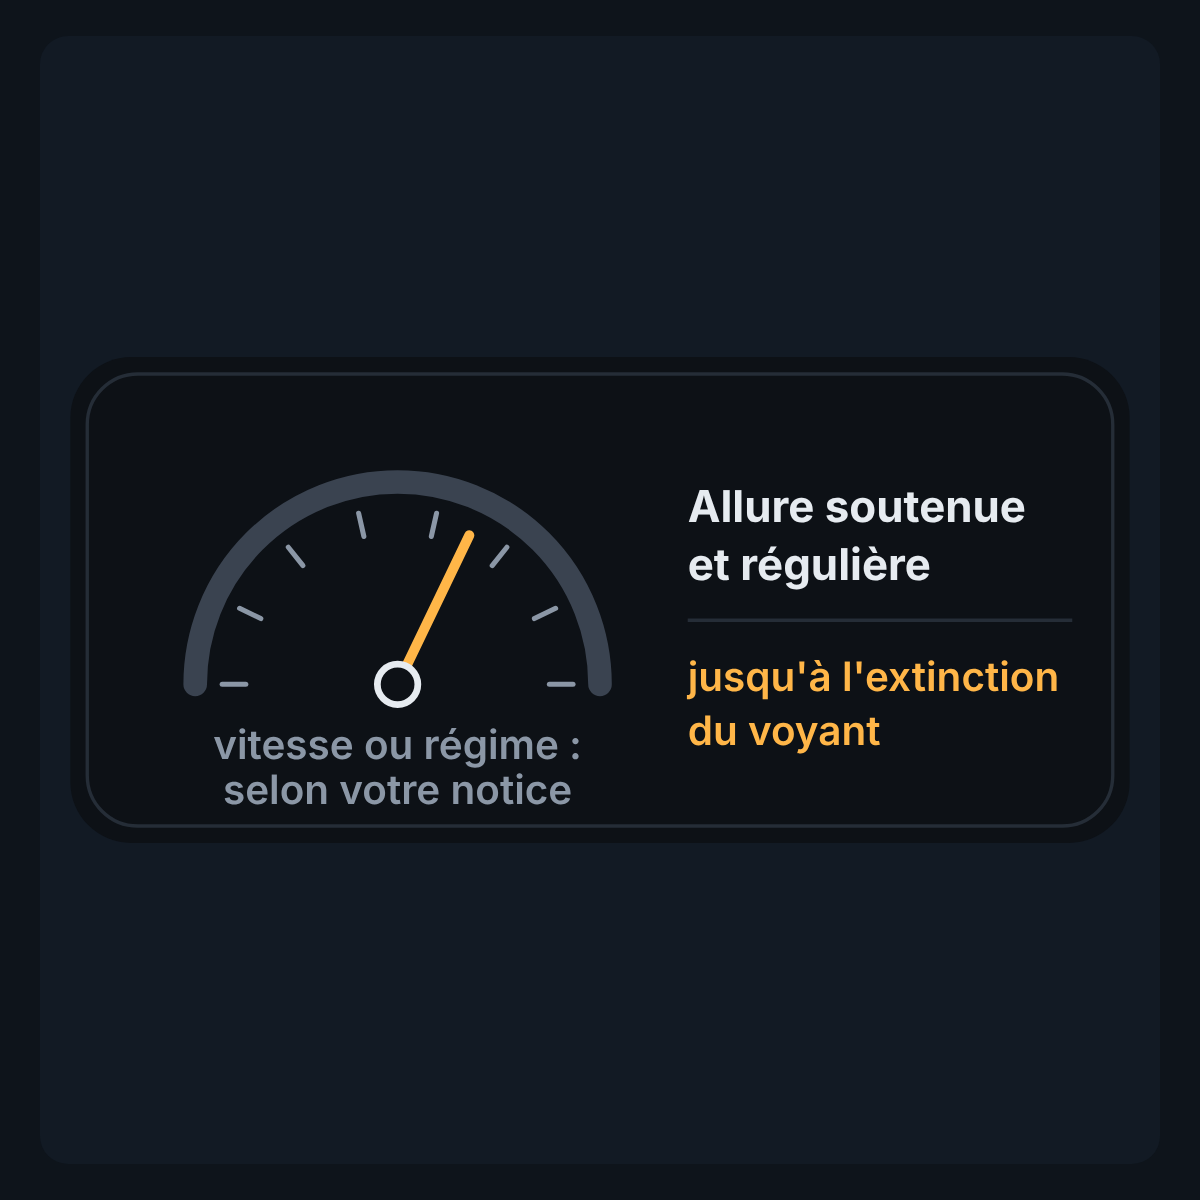 Allure soutenue
et régulière
jusqu'à l'extinction
du voyant
vitesse ou régime :
selon votre notice